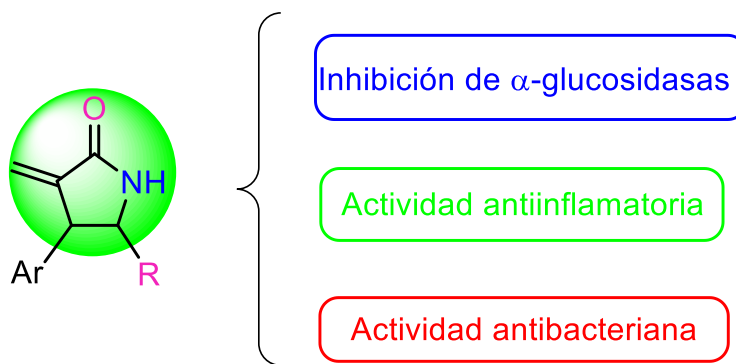 O
NH
Ar
R
Inhibición de α-glucosidasas
Actividad antiinflamatoria
Actividad antibacteriana